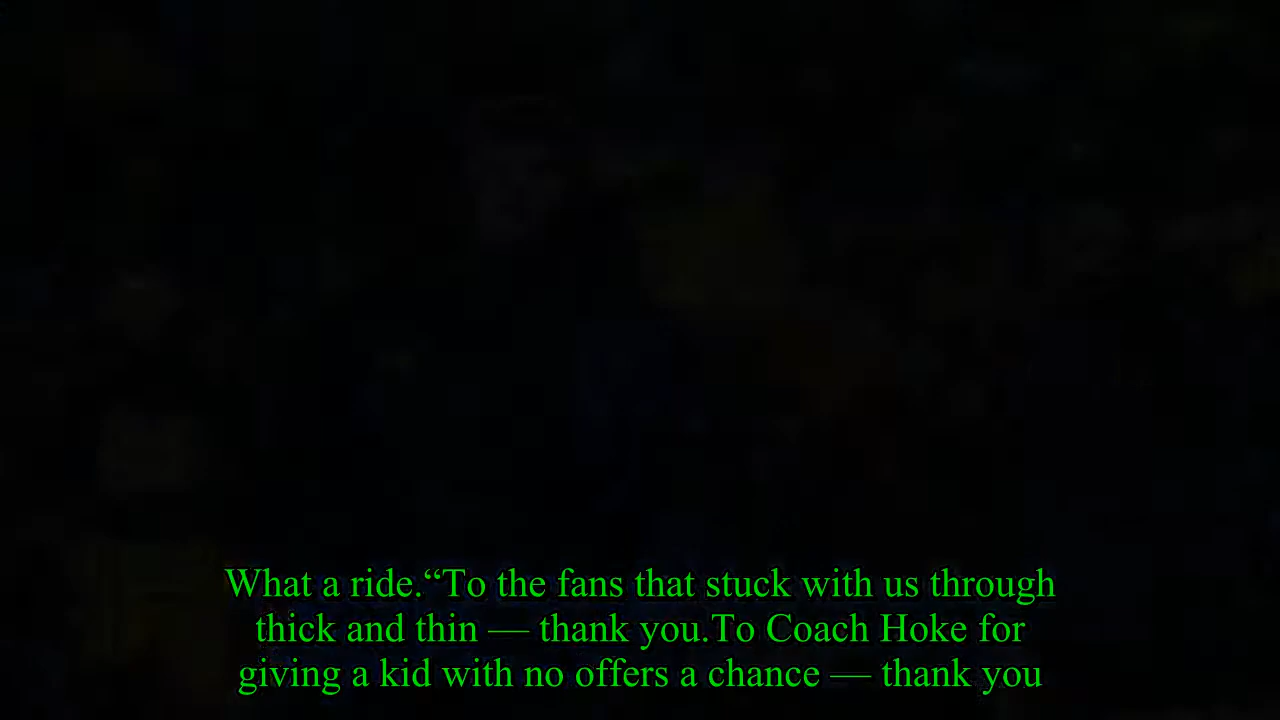 What a ride.“To the fans that stuck with us through
thick and thin — thank you.To Coach Hoke for
giving a kid with no offers a chance — thank you